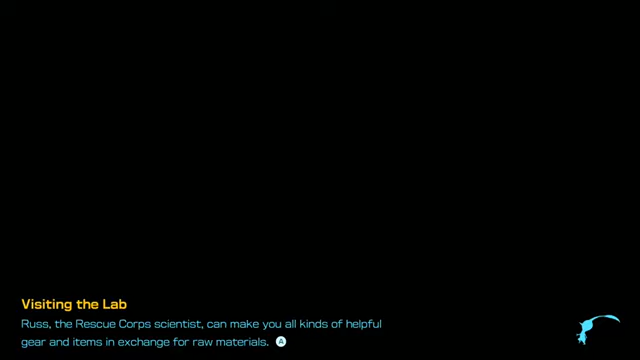 Visiting the Lab
Russ, the Rescue Corps scientist, can make you all kinds of helpful
gear and items in exchange for raw materials. A